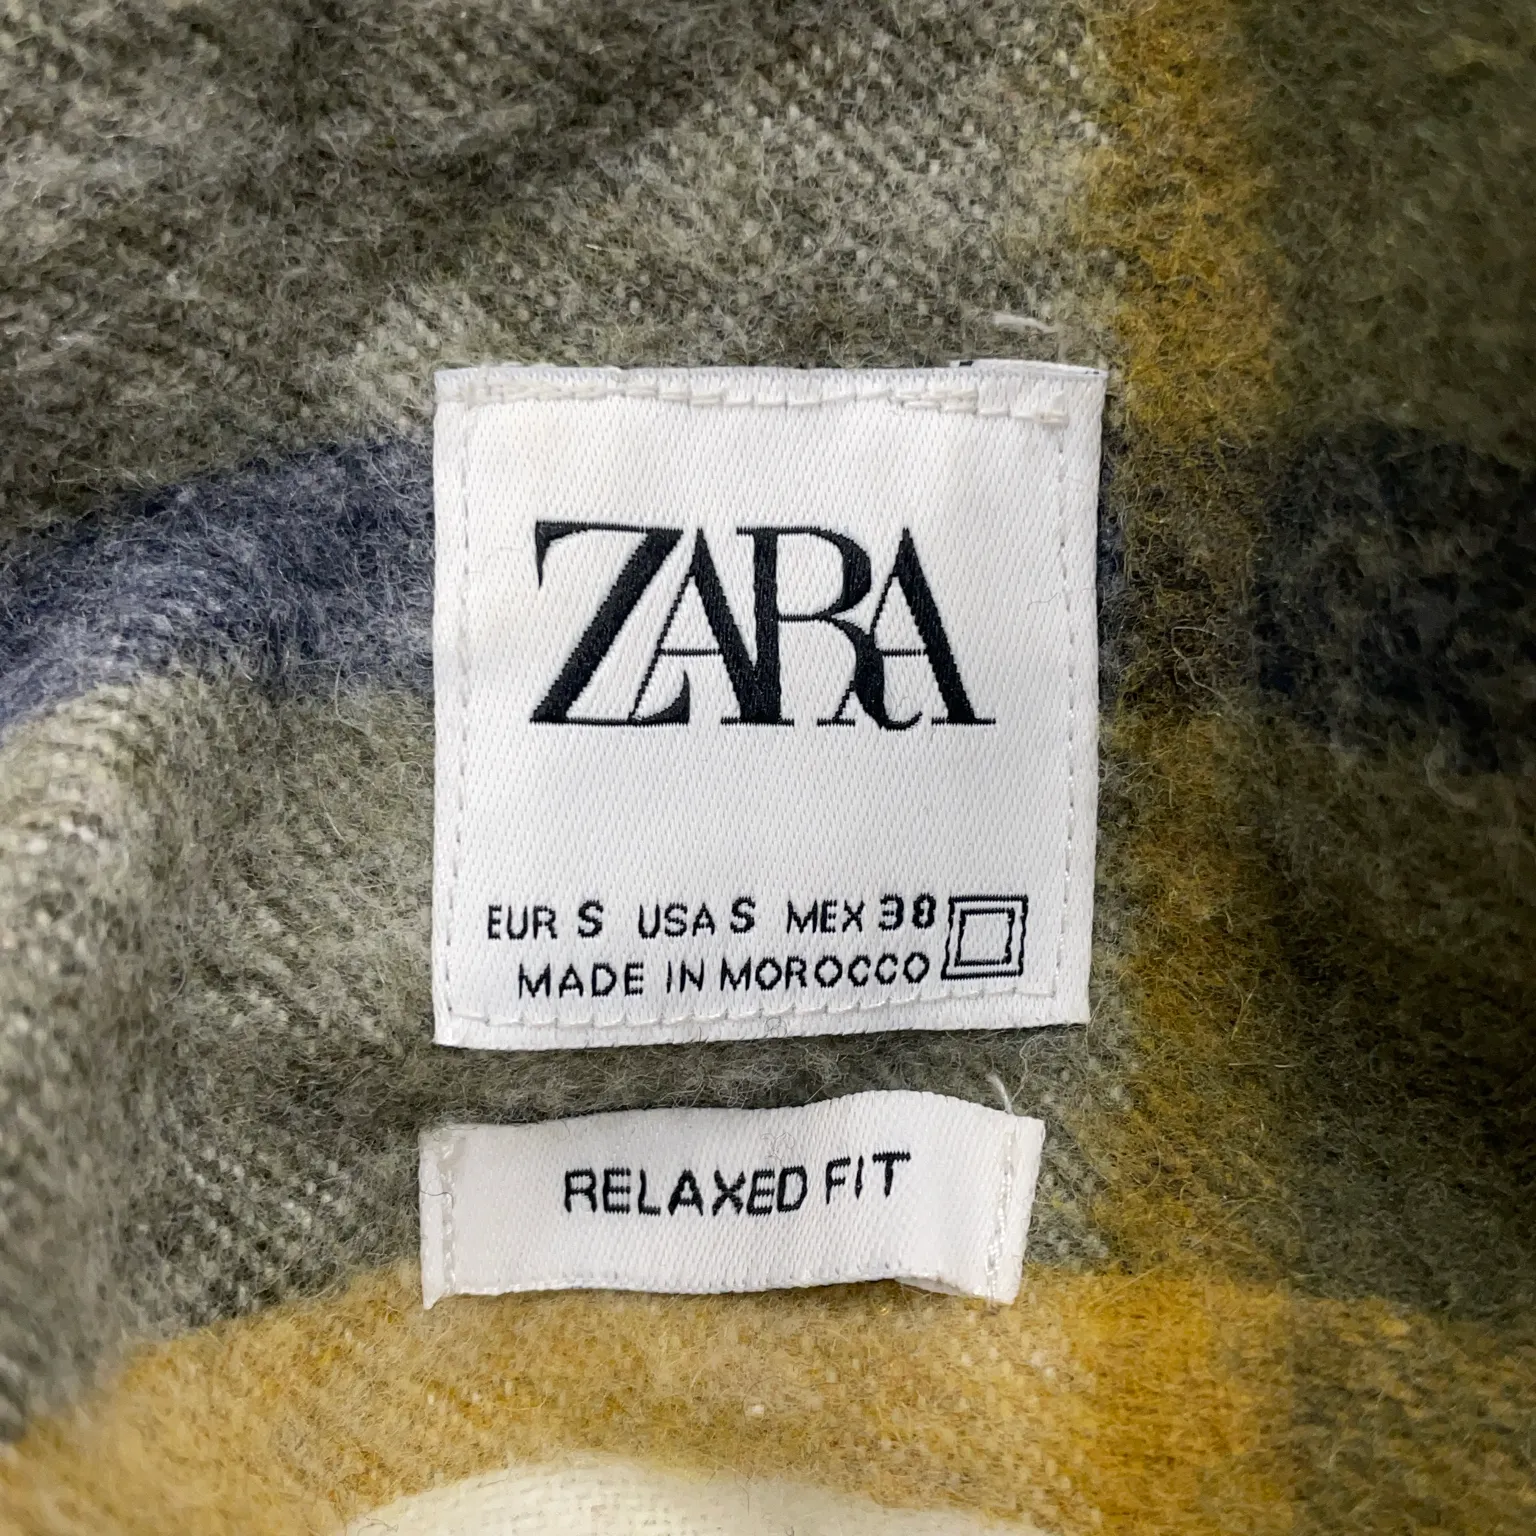 ZARA
EUR S USA S MEX 38
MADE IN MOROCCO
RELAXED FIT